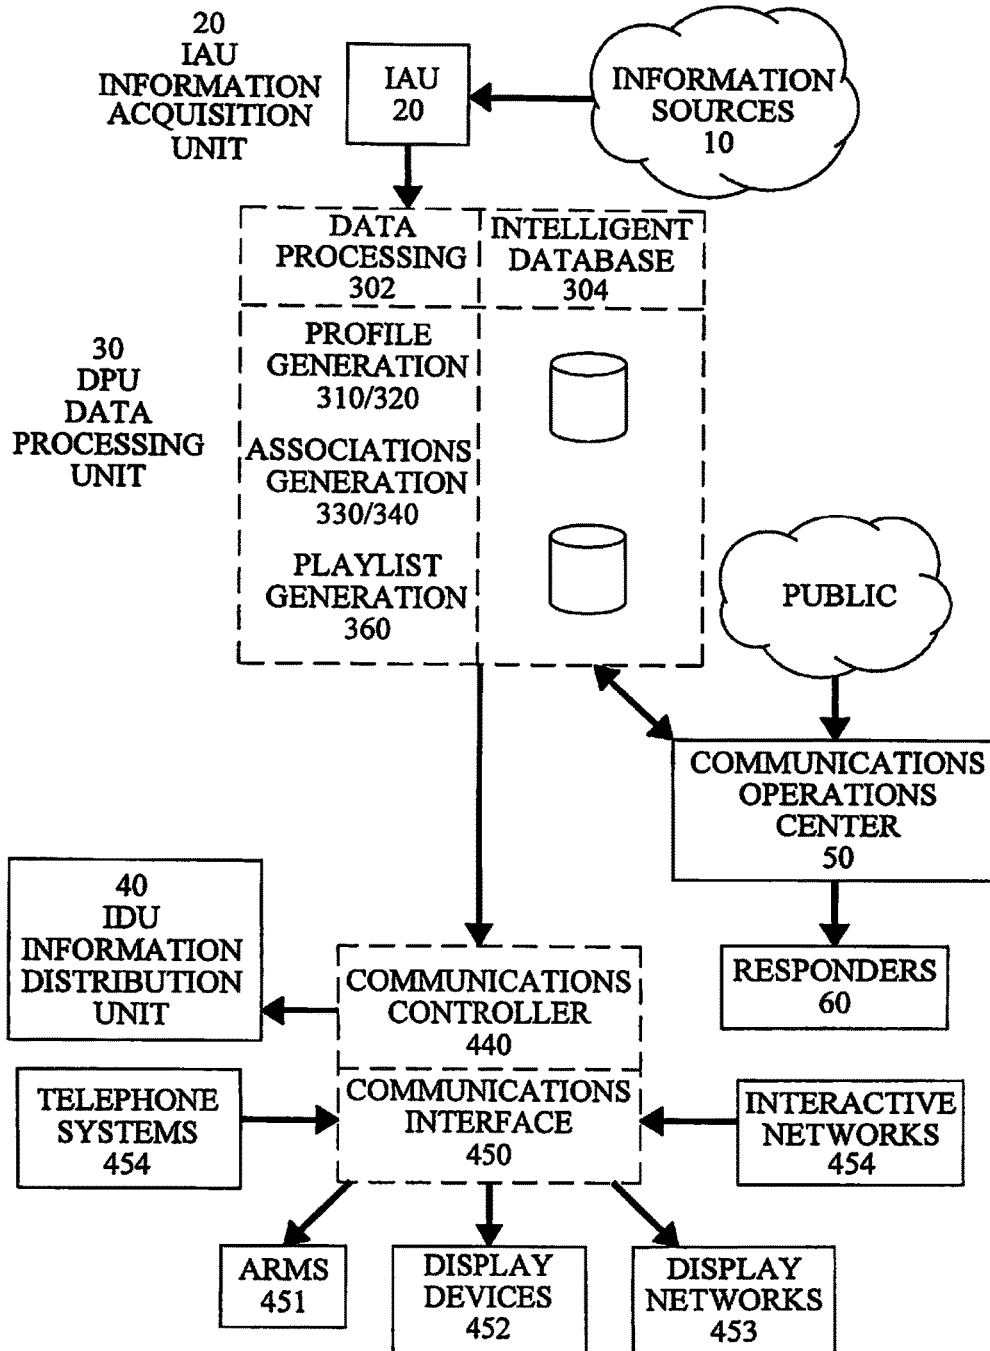 20
IAU
INFORMATION
ACQUISITION
UNIT
IAU
20
INFORMATION
SOURCES
10
DATA
PROCESSING
302
INTELLIGENT
DATABASE
304
30
DPU
DATA
PROCESSING
UNIT
PROFILE
GENERATION
310/320
ASSOCIATIONS
GENERATION
330/340
PLAYLIST
GENERATION
360
PUBLIC
COMMUNICATIONS
OPERATIONS
CENTER
50
RESPONDERS
60
40
IDU
INFORMATION
DISTRIBUTION
UNIT
COMMUNICATIONS
CONTROLLER
440
TELEPHONE
SYSTEMS
454
COMMUNICATIONS
INTERFACE
450
INTERACTIVE
NETWORKS
454
ARMS
451
DISPLAY
DEVICES
452
DISPLAY
NETWORKS
453